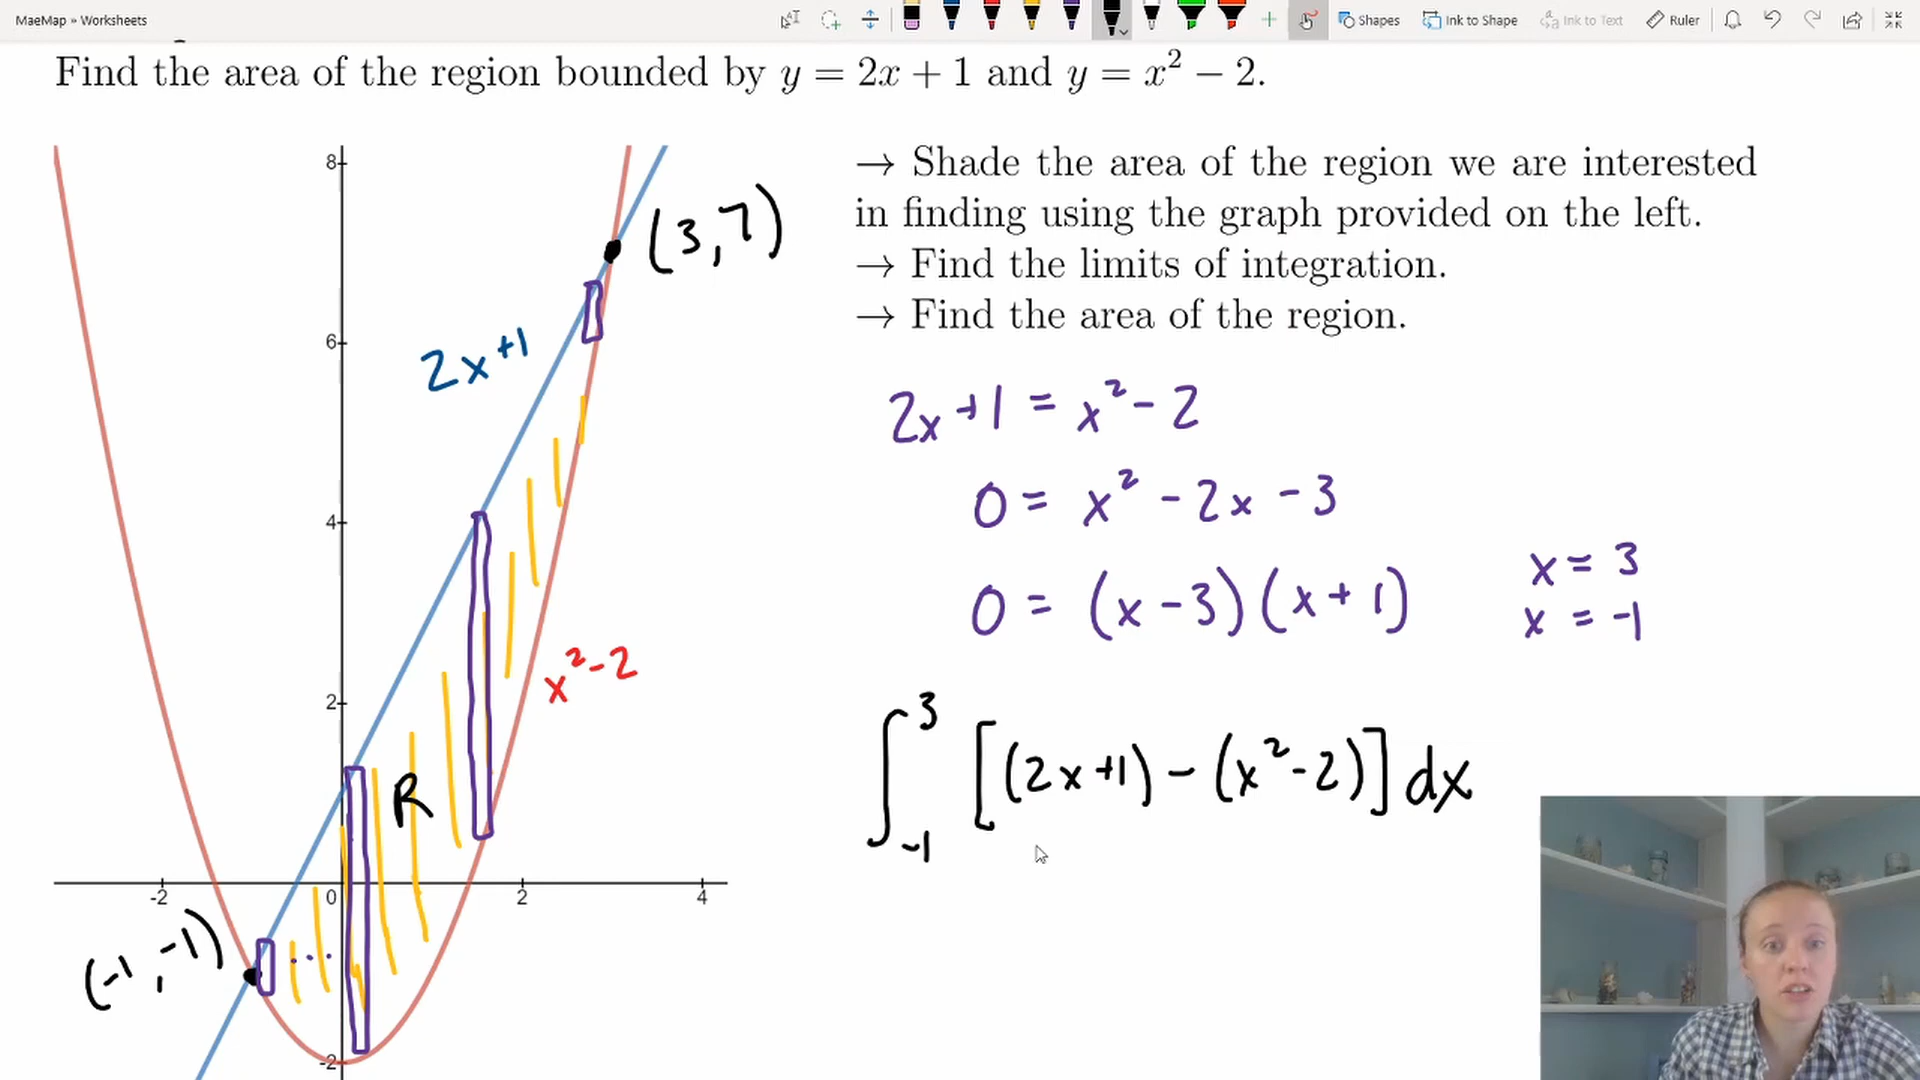 MaeMap » Worksheets
Shapes Ink to Shape Ink to Text Ruler
Find the area of the region bounded by y = 2x + 1 and y = x² − 2.
→ Shade the area of the region we are interested
in finding using the graph provided on the left.
→ Find the limits of integration.
→ Find the area of the region.
8
(3,7)
6
2x+1
4
2
x²-2
R
-2 0 2 4
(-1,-1)
-2
2x+1 = x²-2
0 = x² -2x -3
0 = (x-3)(x+1)
x = 3
x = -1
∫₋₁³ [(2x+1) - (x²-2)] dx